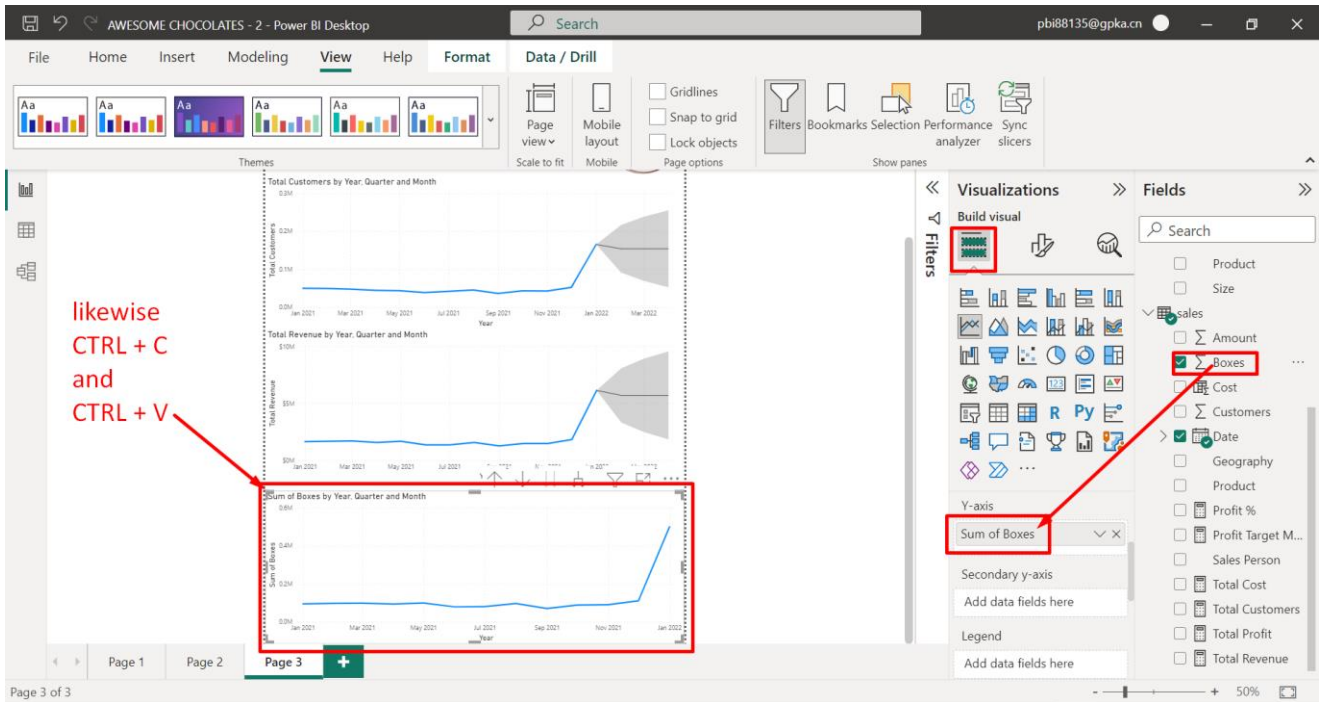 AWESOME CHOCOLATES - 2 - Power BI Desktop
Search
pbi88135@gpka.cn
File Home Insert Modeling View Help Format Data / Drill
Aa Aa Aa Aa Aa Aa
Page view
Mobile layout
Gridlines
Snap to grid
Lock objects
Filters Bookmarks Selection Performance analyzer Sync slicers
Themes Scale to fit Mobile Page options Show panes
likewise
CTRL + C
and
CTRL + V
Total Customers by Year, Quarter and Month
0.3M
0.2M
0.1M
0.0M
Total Customers
Jan 2021 Mar 2021 May 2021 Jul 2021 Sep 2021 Nov 2021 Jan 2022 Mar 2022
Year
Total Revenue by Year, Quarter and Month
$10M
$5M
$0M
Total Revenue
Jan 2021 Mar 2021 May 2021 Jul 2021
Sum of Boxes by Year, Quarter and Month
0.6M
0.4M
0.2M
0.0M
Sum of Boxes
Jan 2021 Mar 2021 May 2021 Jul 2021 Sep 2021 Nov 2021 Jan 2022
Year
Filters
Visualizations
Build visual
123
R Py
Y-axis
Sum of Boxes
Secondary y-axis
Add data fields here
Legend
Add data fields here
Fields
Search
Product
Size
sales
Amount
Boxes
Cost
Customers
Date
Geography
Product
Profit %
Profit Target M...
Sales Person
Total Cost
Total Customers
Total Profit
Total Revenue
Page 1 Page 2 Page 3 +
Page 3 of 3
- + 50%